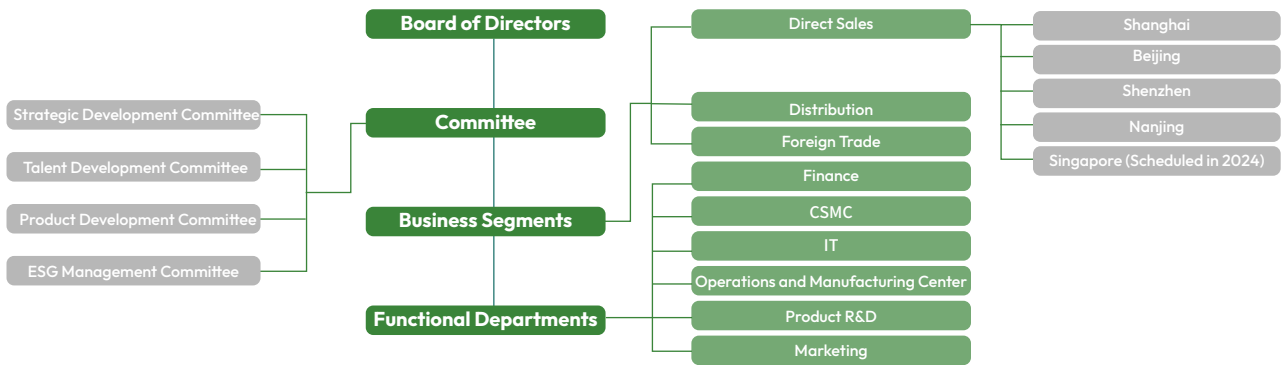 Board of Directors
Committee
Strategic Development Committee
Talent Development Committee
Product Development Committee
ESG Management Committee
Business Segments
Direct Sales
Shanghai
Beijing
Shenzhen
Nanjing
Singapore (Scheduled in 2024)
Distribution
Foreign Trade
Functional Departments
Finance
CSMC
IT
Operations and Manufacturing Center
Product R&D
Marketing